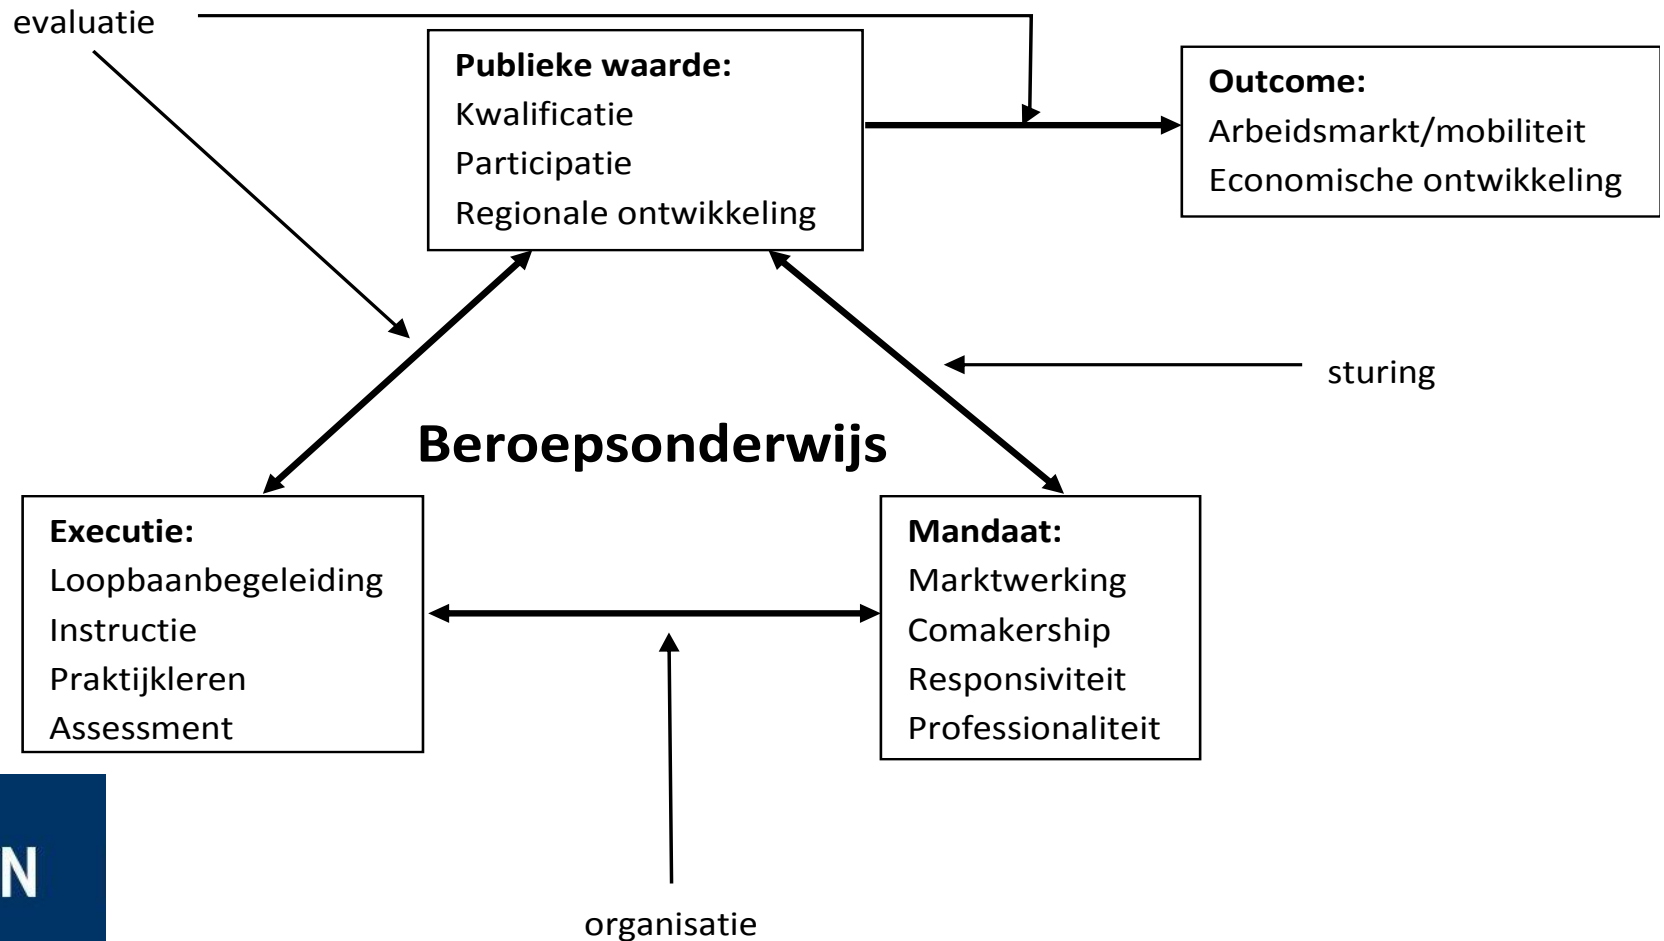 evaluatie
Publieke waarde:
Kwalificatie
Participatie
Regionale ontwikkeling
Outcome:
Arbeidsmarkt/mobiliteit
Economische ontwikkeling
sturing
Beroepsonderwijs
Executie:
Loopbaanbegeleiding
Instructie
Praktijkleren
Assessment
Mandaat:
Marktwerking
Comakership
Responsiviteit
Professionaliteit
N
organisatie